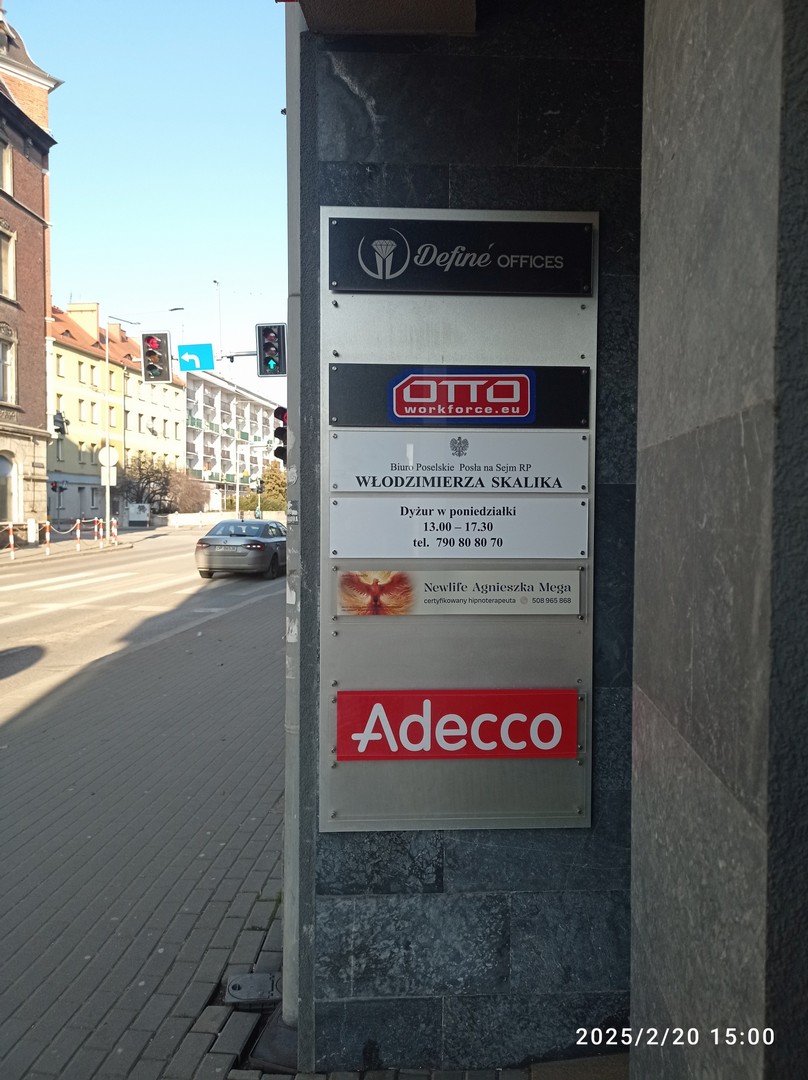 Definé OFFICES
OTTO
workforce.eu
Biuro Poselskie Posła na Sejm RP
WŁODZIMIERZA SKALIKA
Dyżur w poniedziałki
13.00 – 17.30
tel. 790 80 80 70
Newlife Agnieszka Mega
certyfikowany hipnoterapeuta 508 965 868
Adecco
2025/2/20 15:00